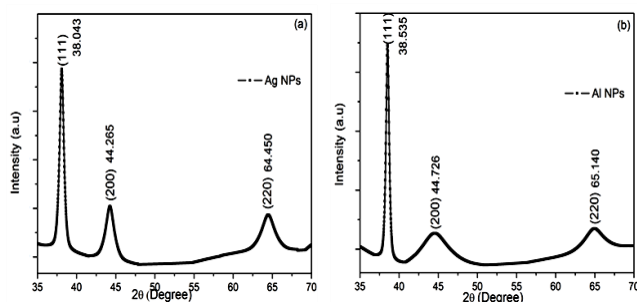 (a)
(111)
38.043
Ag NPs
(200) 44.265
(220) 64.450
Intensity (a.u)
35 40 45 50 55 60 65 70
2θ (Degree)
(b)
(111)
38.535
Al NPs
(200) 44.726
(220) 65.140
Intensity (a.u)
35 40 45 50 55 60 65 70
2θ (Degree)